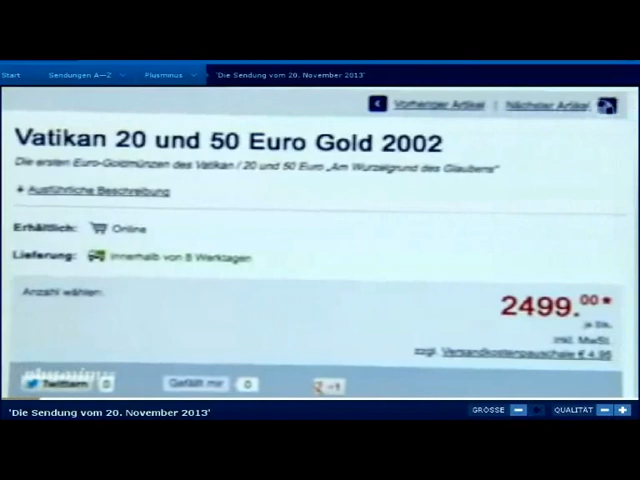 Start Sendungen A—Z Plusminus 'Die Sendung vom 20. November 2013'
Vorheriger Artikel | Nächster Artikel
Vatikan 20 und 50 Euro Gold 2002
Die ersten Euro-Goldmünzen des Vatikan / 20 und 50 Euro „Am Wurzelgrund des Glaubens"
+ Ausführliche Beschreibung
Erhältlich: Online
Lieferung: innerhalb von 8 Werktagen
Anzahl wählen:
2499.00*
je Stk.
inkl. MwSt.
zzgl. Versandkostenpauschale € 4.95
plusminus
Twittern 0 Gefällt mir 0 +1
'Die Sendung vom 20. November 2013' GRÖSSE QUALITÄT